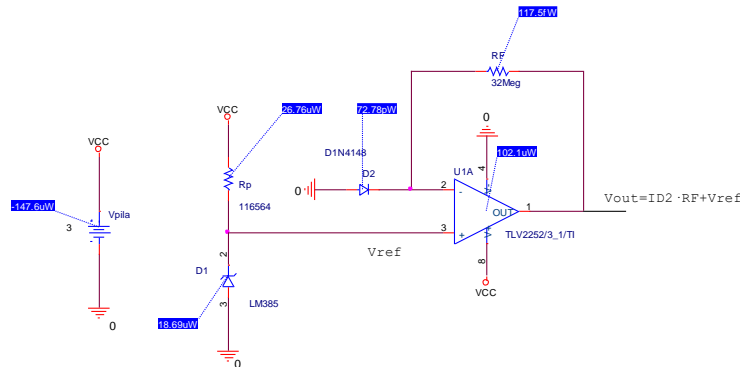 117.5fW
RF
32Meg
26.76uW
72.78pW
VCC
0
VCC
D1N4148
102.1uW
4
U1A
D2
V-
Rp
0
2
-
1
-147.6uW
Vpila
116564
OUT
Vout=ID2·RF+Vref
3
3
+
V+
TLV2252/3_1/TI
Vref
2
8
D1
VCC
3
LM385
18.69uW
0
0